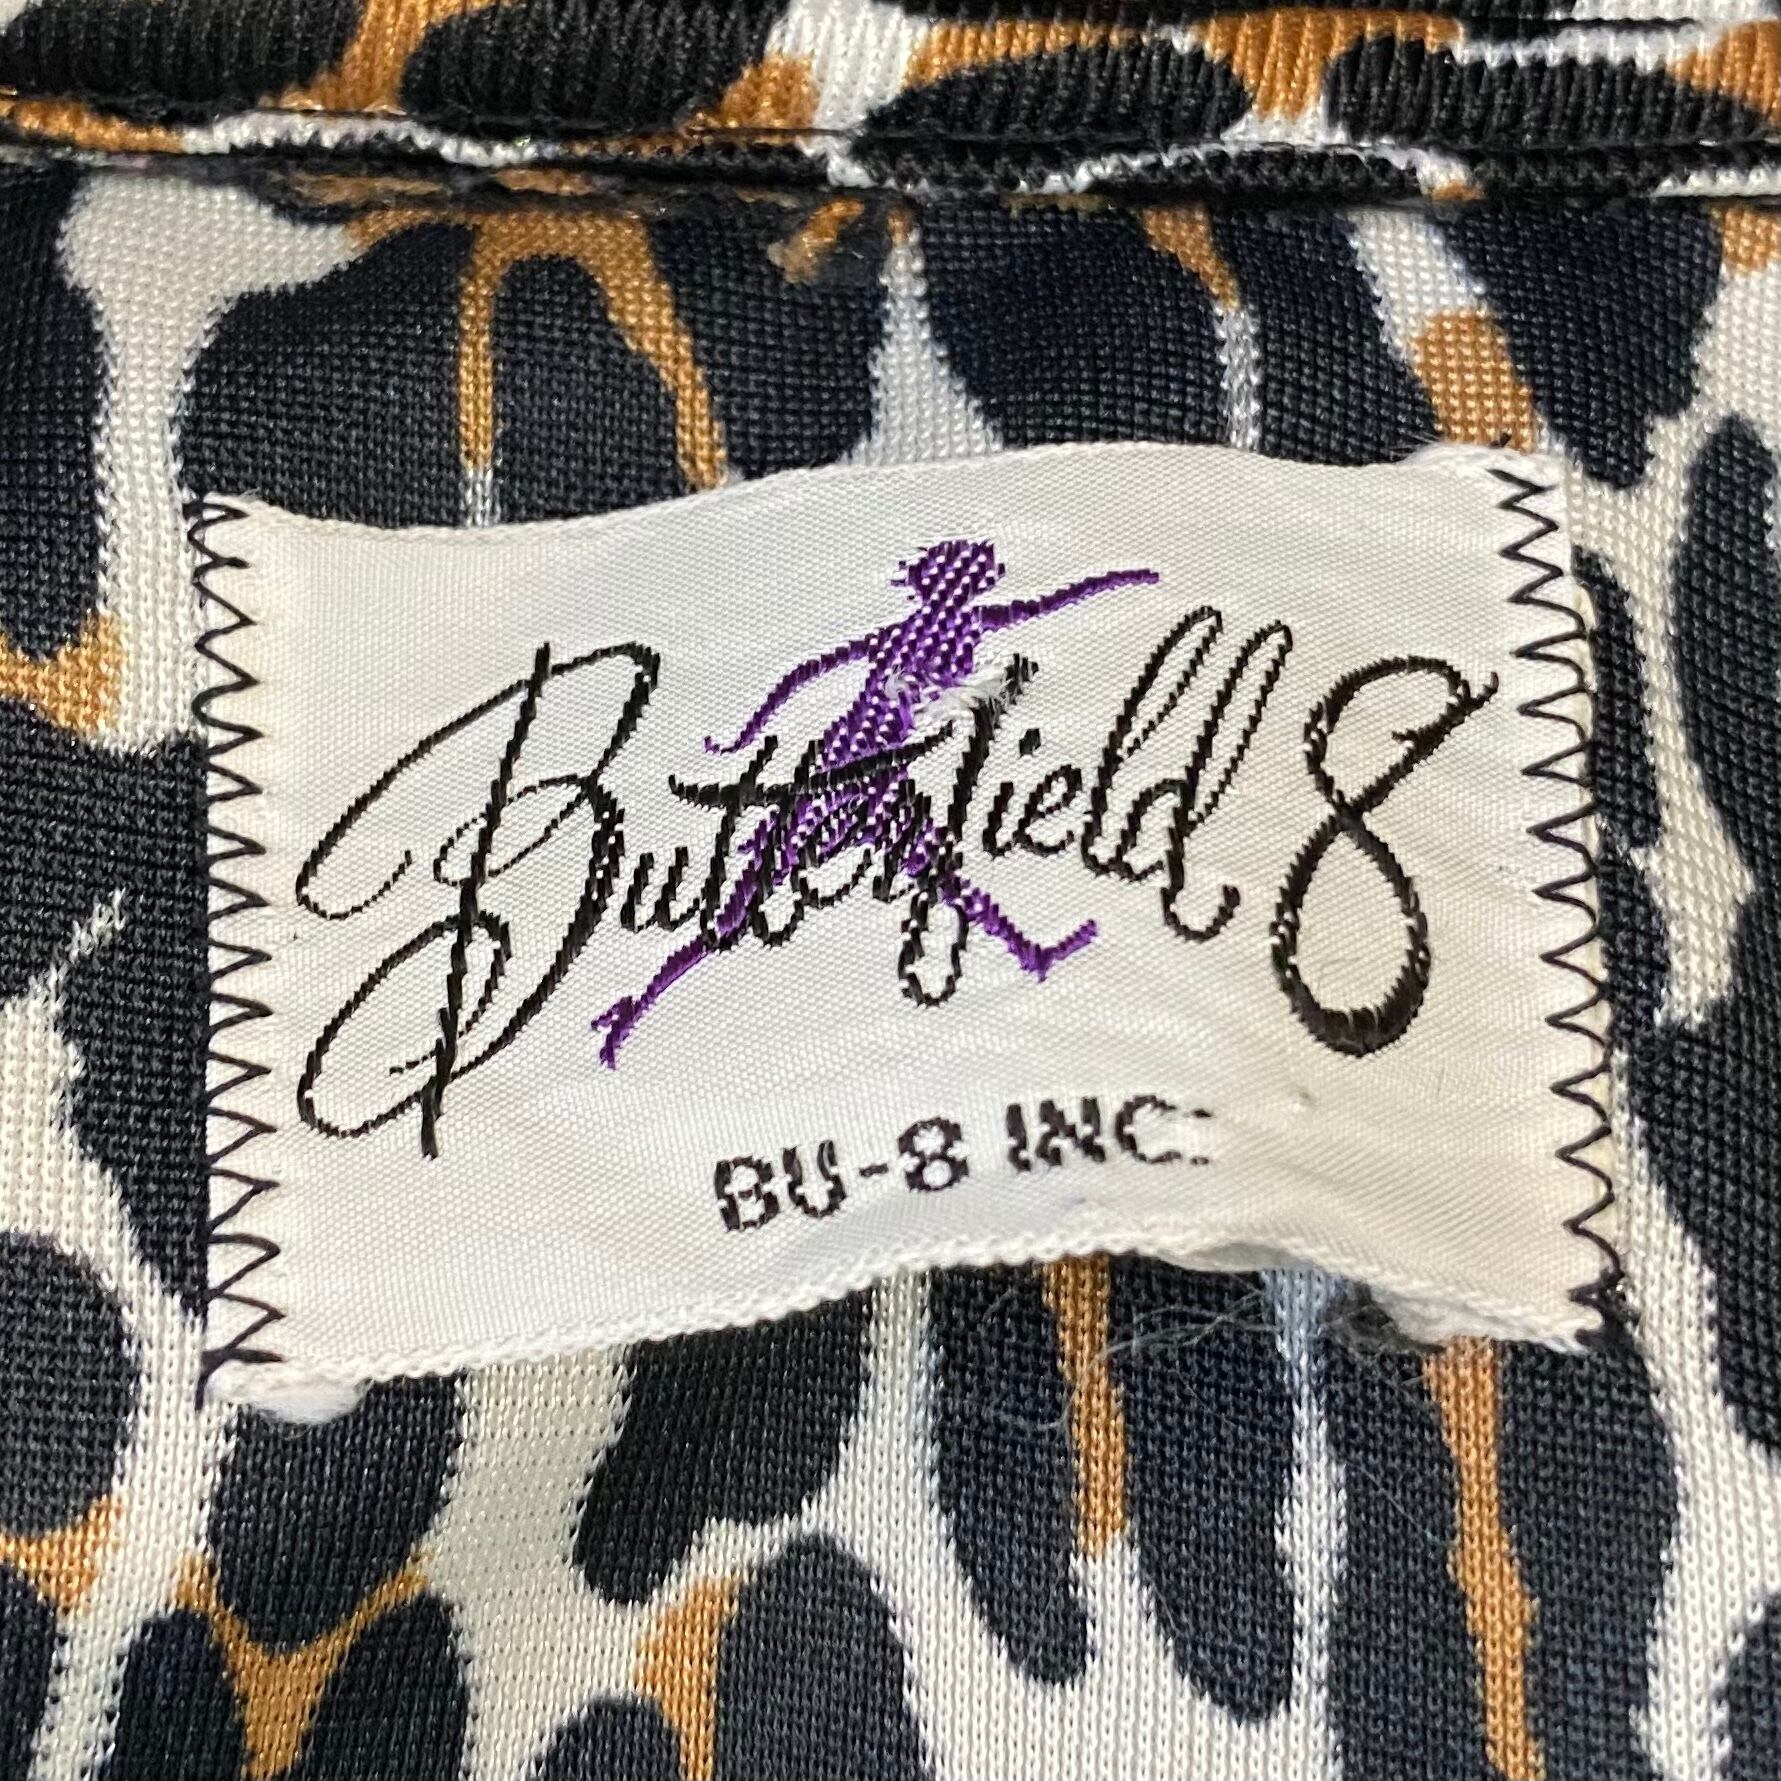 Butterfield 8
BU-8 INC.